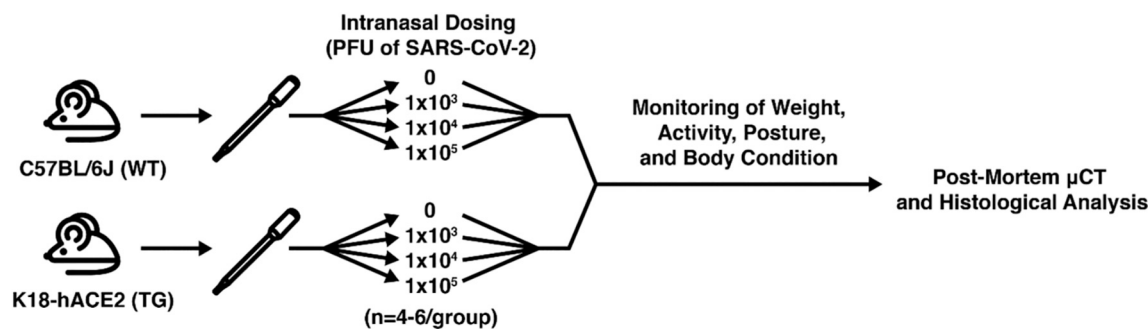 Intranasal Dosing
(PFU of SARS-CoV-2)
C57BL/6J (WT)
0
1x10³
1x10⁴
1x10⁵
K18-hACE2 (TG)
0
1x10³
1x10⁴
1x10⁵
(n=4-6/group)
Monitoring of Weight,
Activity, Posture,
and Body Condition
Post-Mortem µCT
and Histological Analysis